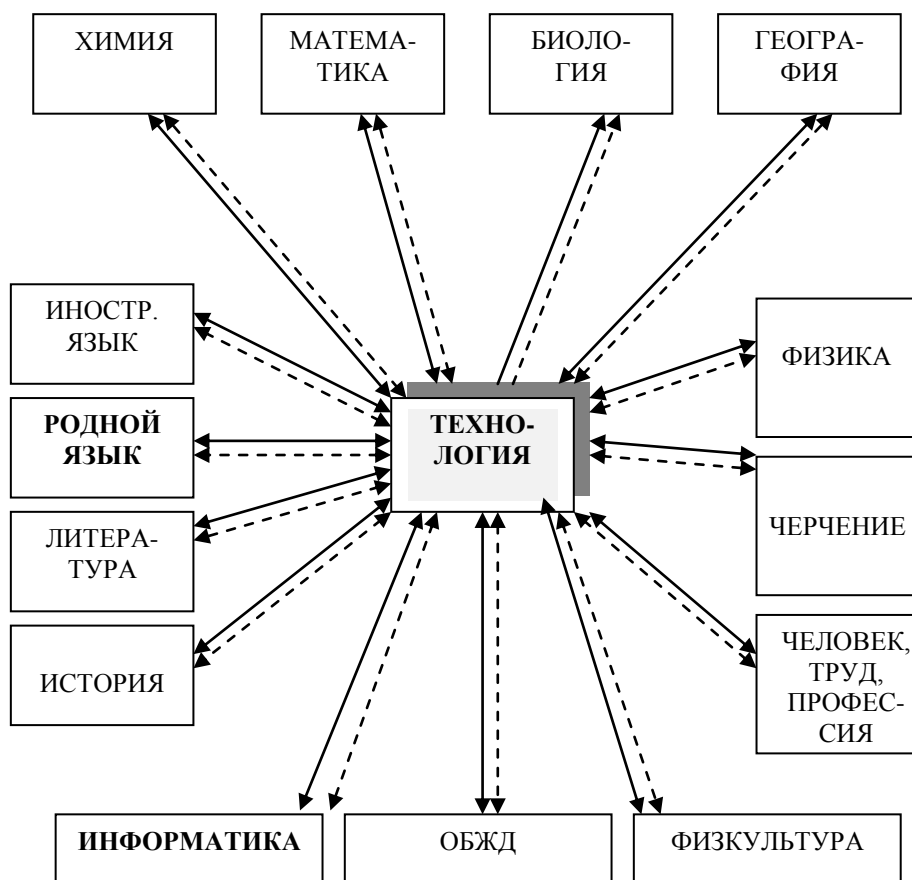 ХИМИЯ
МАТЕМА-
ТИКА
БИОЛО-
ГИЯ
ГЕОГРА-
ФИЯ
ИНОСТР.
ЯЗЫК
РОДНОЙ
ЯЗЫК
ЛИТЕРА-
ТУРА
ИСТОРИЯ
ТЕХНО-
ЛОГИЯ
ФИЗИКА
ЧЕРЧЕНИЕ
ЧЕЛОВЕК,
ТРУД,
ПРОФЕС-
СИЯ
ИНФОРМАТИКА
ОБЖД
ФИЗКУЛЬТУРА